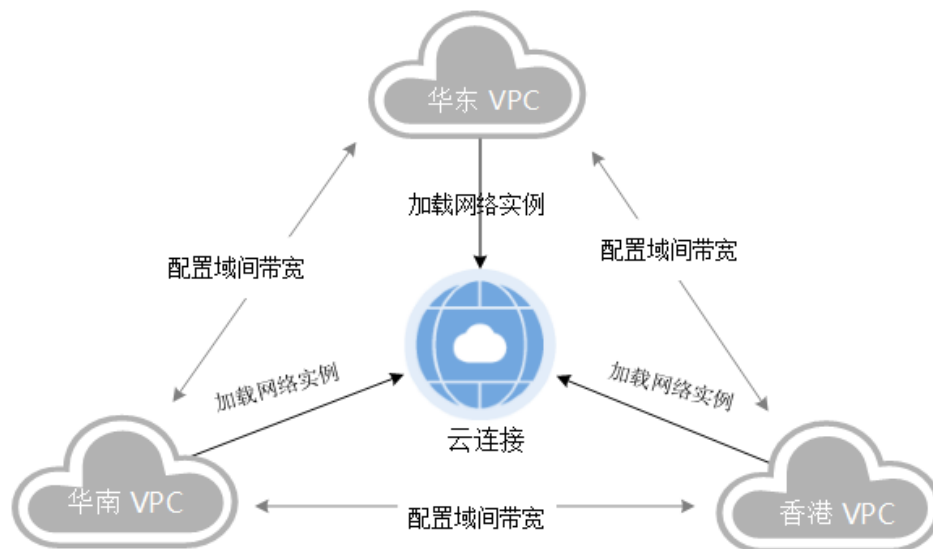 华东 VPC
加载网络实例
配置域间带宽
配置域间带宽
加载网络实例
加载网络实例
云连接
华南 VPC
配置域间带宽
香港 VPC